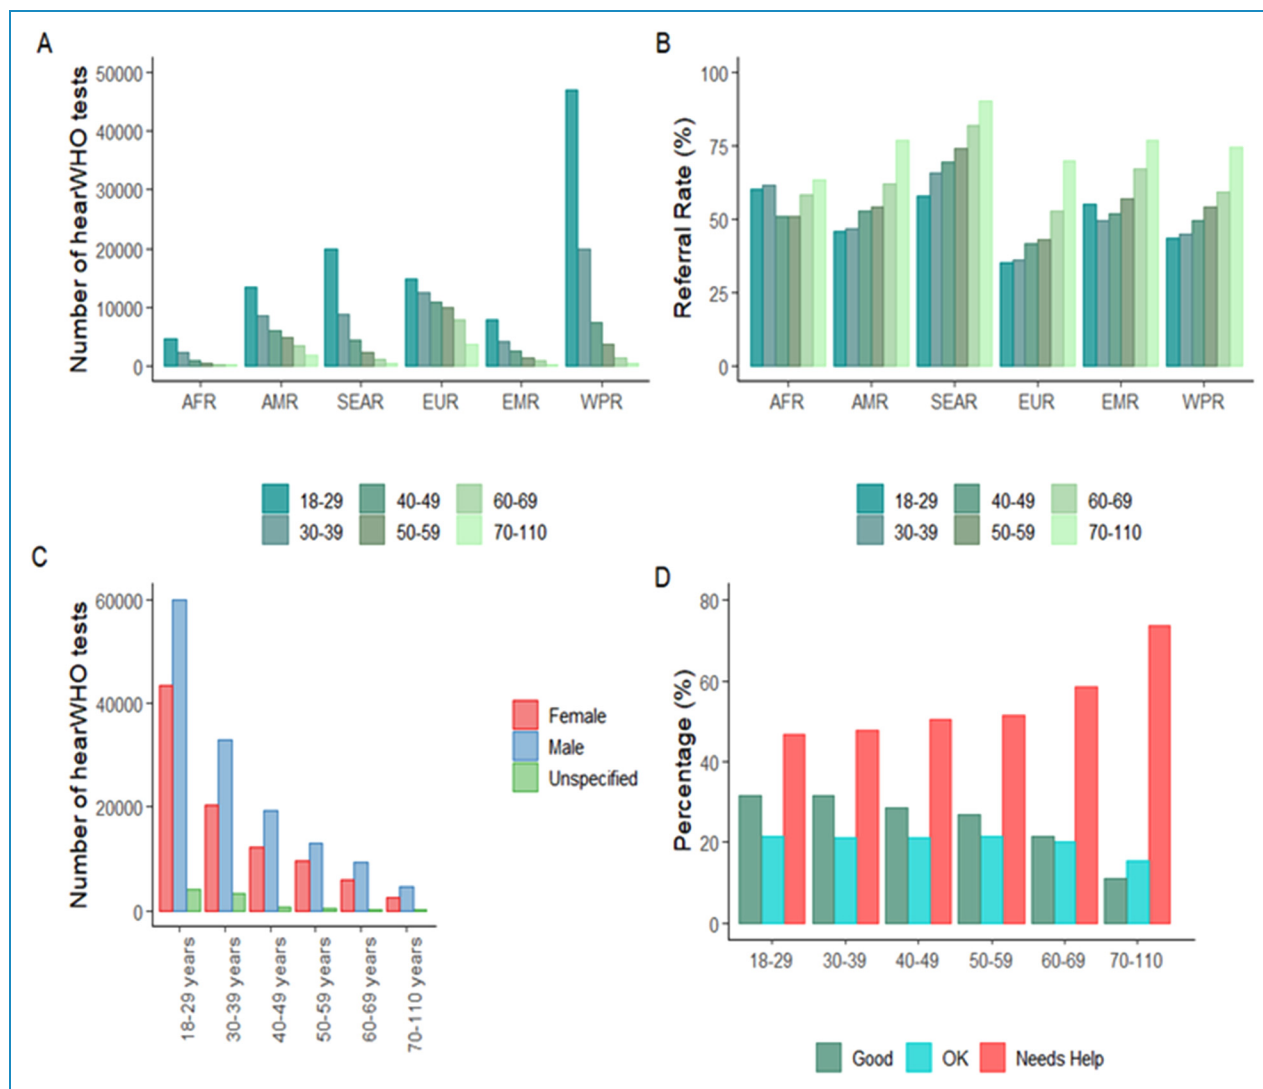 A
Number of hearWHO tests
50000
40000
30000
20000
10000
0
AFR AMR SEAR EUR EMR WPR
18-29 40-49 60-69
30-39 50-59 70-110
B
Referral Rate (%)
100
75
50
25
0
AFR AMR SEAR EUR EMR WPR
18-29 40-49 60-69
30-39 50-59 70-110
C
Number of hearWHO tests
60000
40000
20000
0
18-29 years
30-39 years
40-49 years
50-59 years
60-69 years
70-110 years
Female
Male
Unspecified
D
Percentage (%)
80
60
40
20
0
18-29 30-39 40-49 50-59 60-69 70-110
Good OK Needs Help